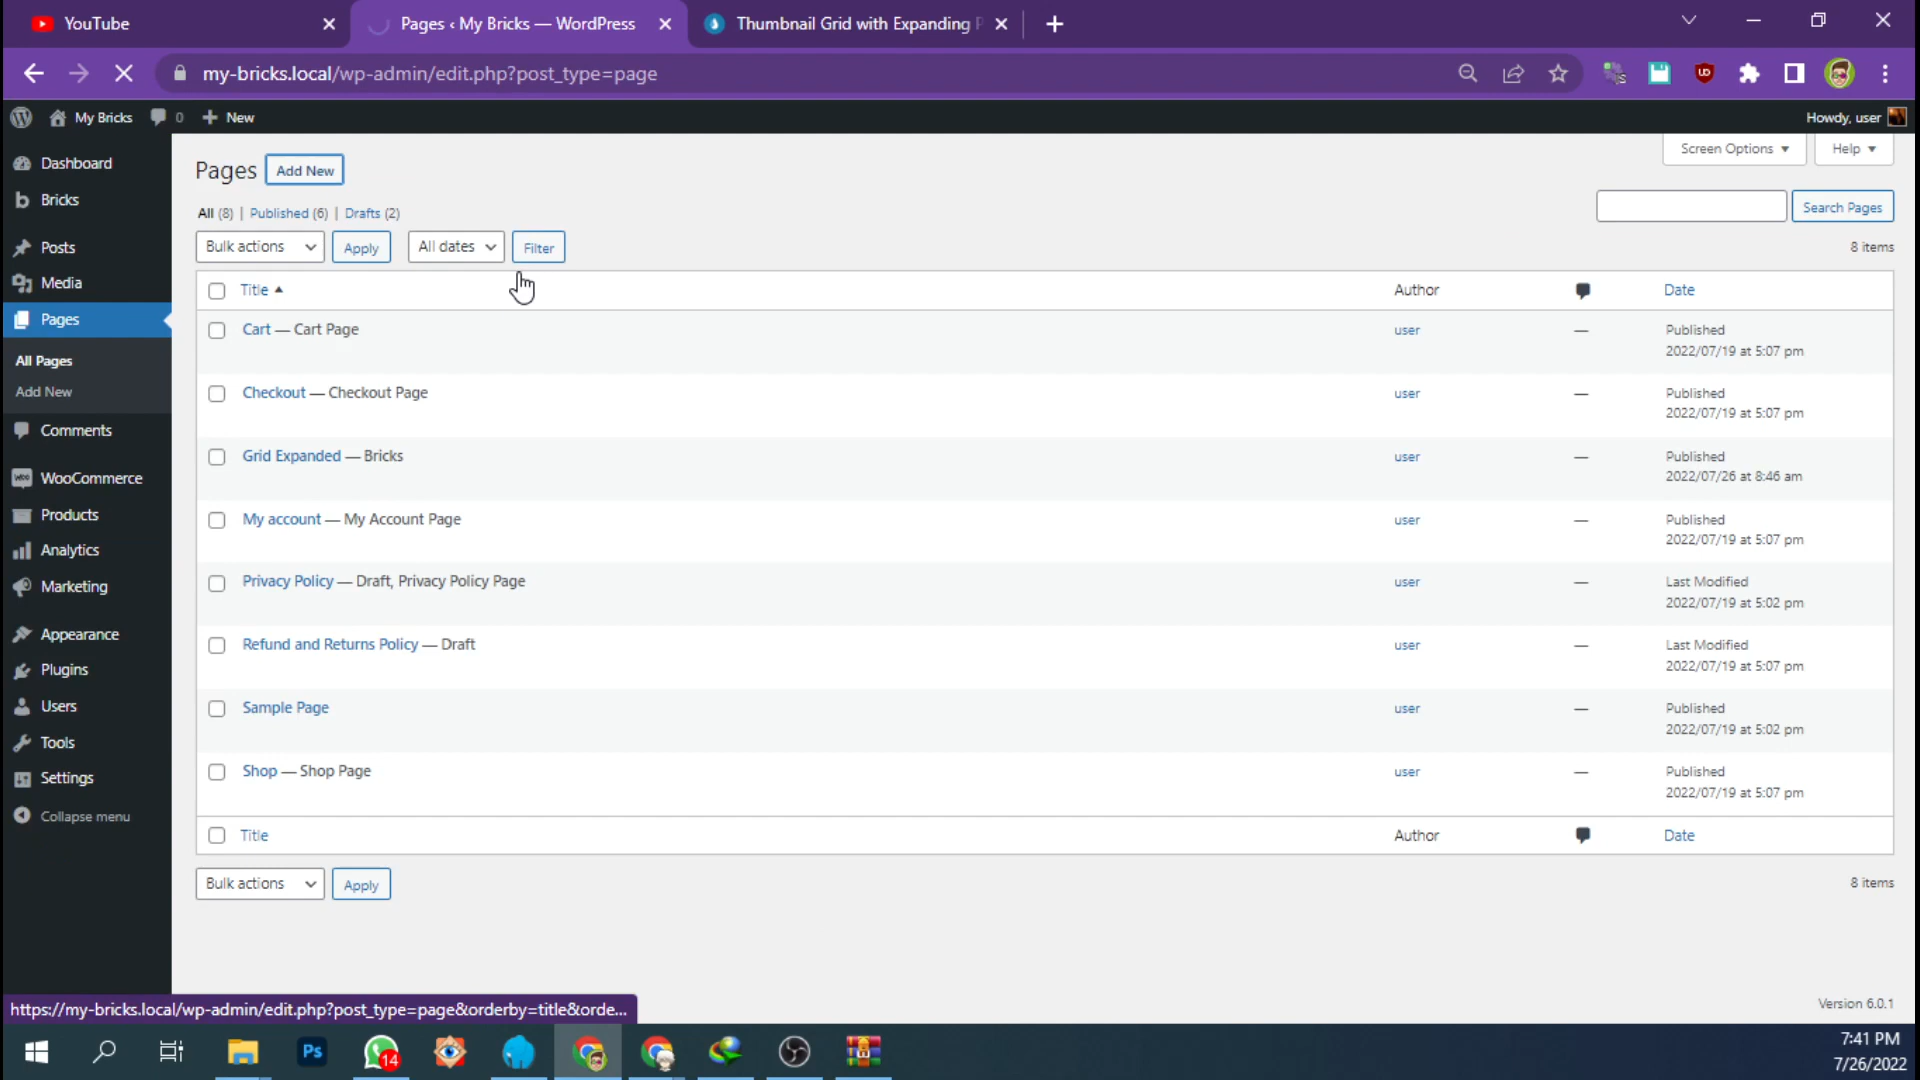 YouTube
Pages ‹ My Bricks — WordPress
Thumbnail Grid with Expanding P
my-bricks.local/wp-admin/edit.php?post_type=page
My Bricks
0
New
Howdy, user
Dashboard
Bricks
Posts
Media
Pages
All Pages
Add New
Comments
WooCommerce
Products
Analytics
Marketing
Appearance
Plugins
Users
Tools
Settings
Collapse menu
Screen Options
Help
Pages
Add New
All (8) | Published (6) | Drafts (2)
Search Pages
Bulk actions
Apply
All dates
Filter
8 items
Title
Author
Date
Cart — Cart Page
user
—
Published
2022/07/19 at 5:07 pm
Checkout — Checkout Page
user
—
Published
2022/07/19 at 5:07 pm
Grid Expanded — Bricks
user
—
Published
2022/07/26 at 8:46 am
My account — My Account Page
user
—
Published
2022/07/19 at 5:07 pm
Privacy Policy — Draft, Privacy Policy Page
user
—
Last Modified
2022/07/19 at 5:02 pm
Refund and Returns Policy — Draft
user
—
Last Modified
2022/07/19 at 5:07 pm
Sample Page
user
—
Published
2022/07/19 at 5:02 pm
Shop — Shop Page
user
—
Published
2022/07/19 at 5:07 pm
Title
Author
Date
Bulk actions
Apply
8 items
https://my-bricks.local/wp-admin/edit.php?post_type=page&orderby=title&orde...
Version 6.0.1
Ps
14
7:41 PM
7/26/2022